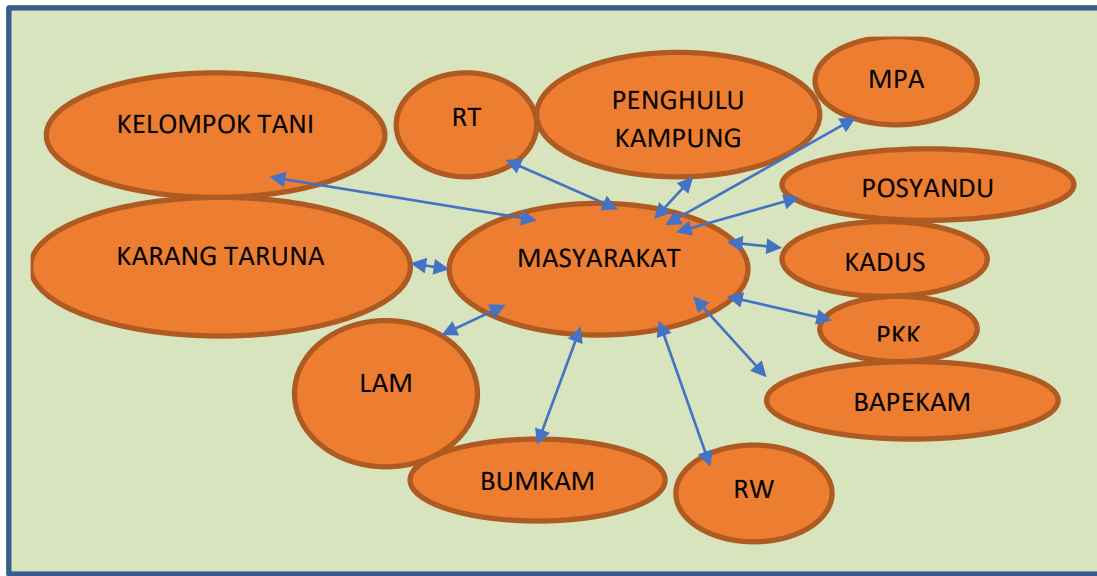 MPA
PENGHULU
KAMPUNG
RT
KELOMPOK TANI
POSYANDU
KARANG TARUNA
MASYARAKAT
KADUS
PKK
LAM
BAPEKAM
BUMKAM
RW